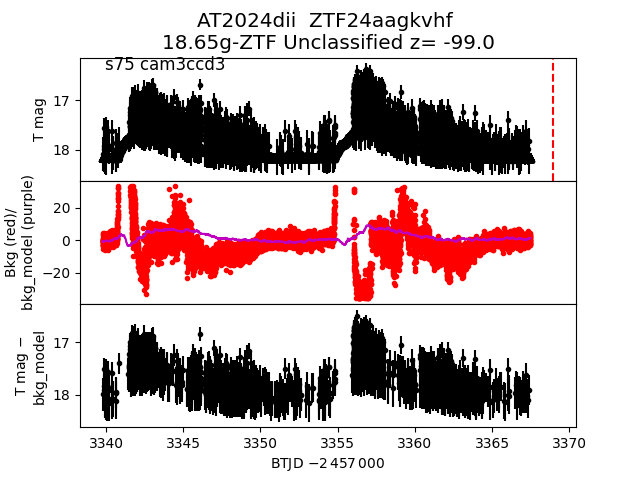 AT2024dii  ZTF24aagkvhf
18.65g-ZTF Unclassified z= -99.0
s75 cam3ccd3
T mag
17
18
Bkg (red)/
bkg_model (purple)
20
0
−20
T mag −
bkg_model
17
18
3340 3345 3350 3355 3360 3365 3370
BTJD −2 457 000